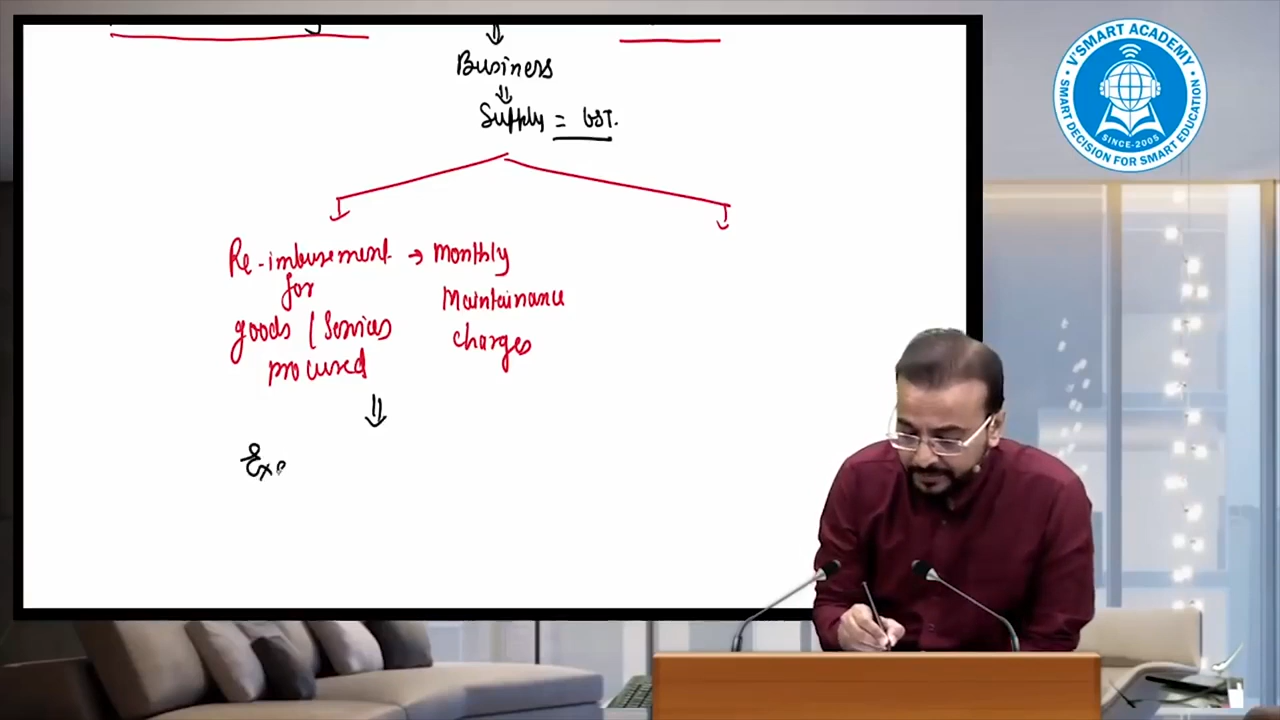 Business
Supply = GST.
Re-imbusement → Monthly
for
Maintainance
goods / Services
charges
procured
Exe
V'SMART ACADEMY
SMART DECISION FOR SMART EDUCATION
SINCE-2005